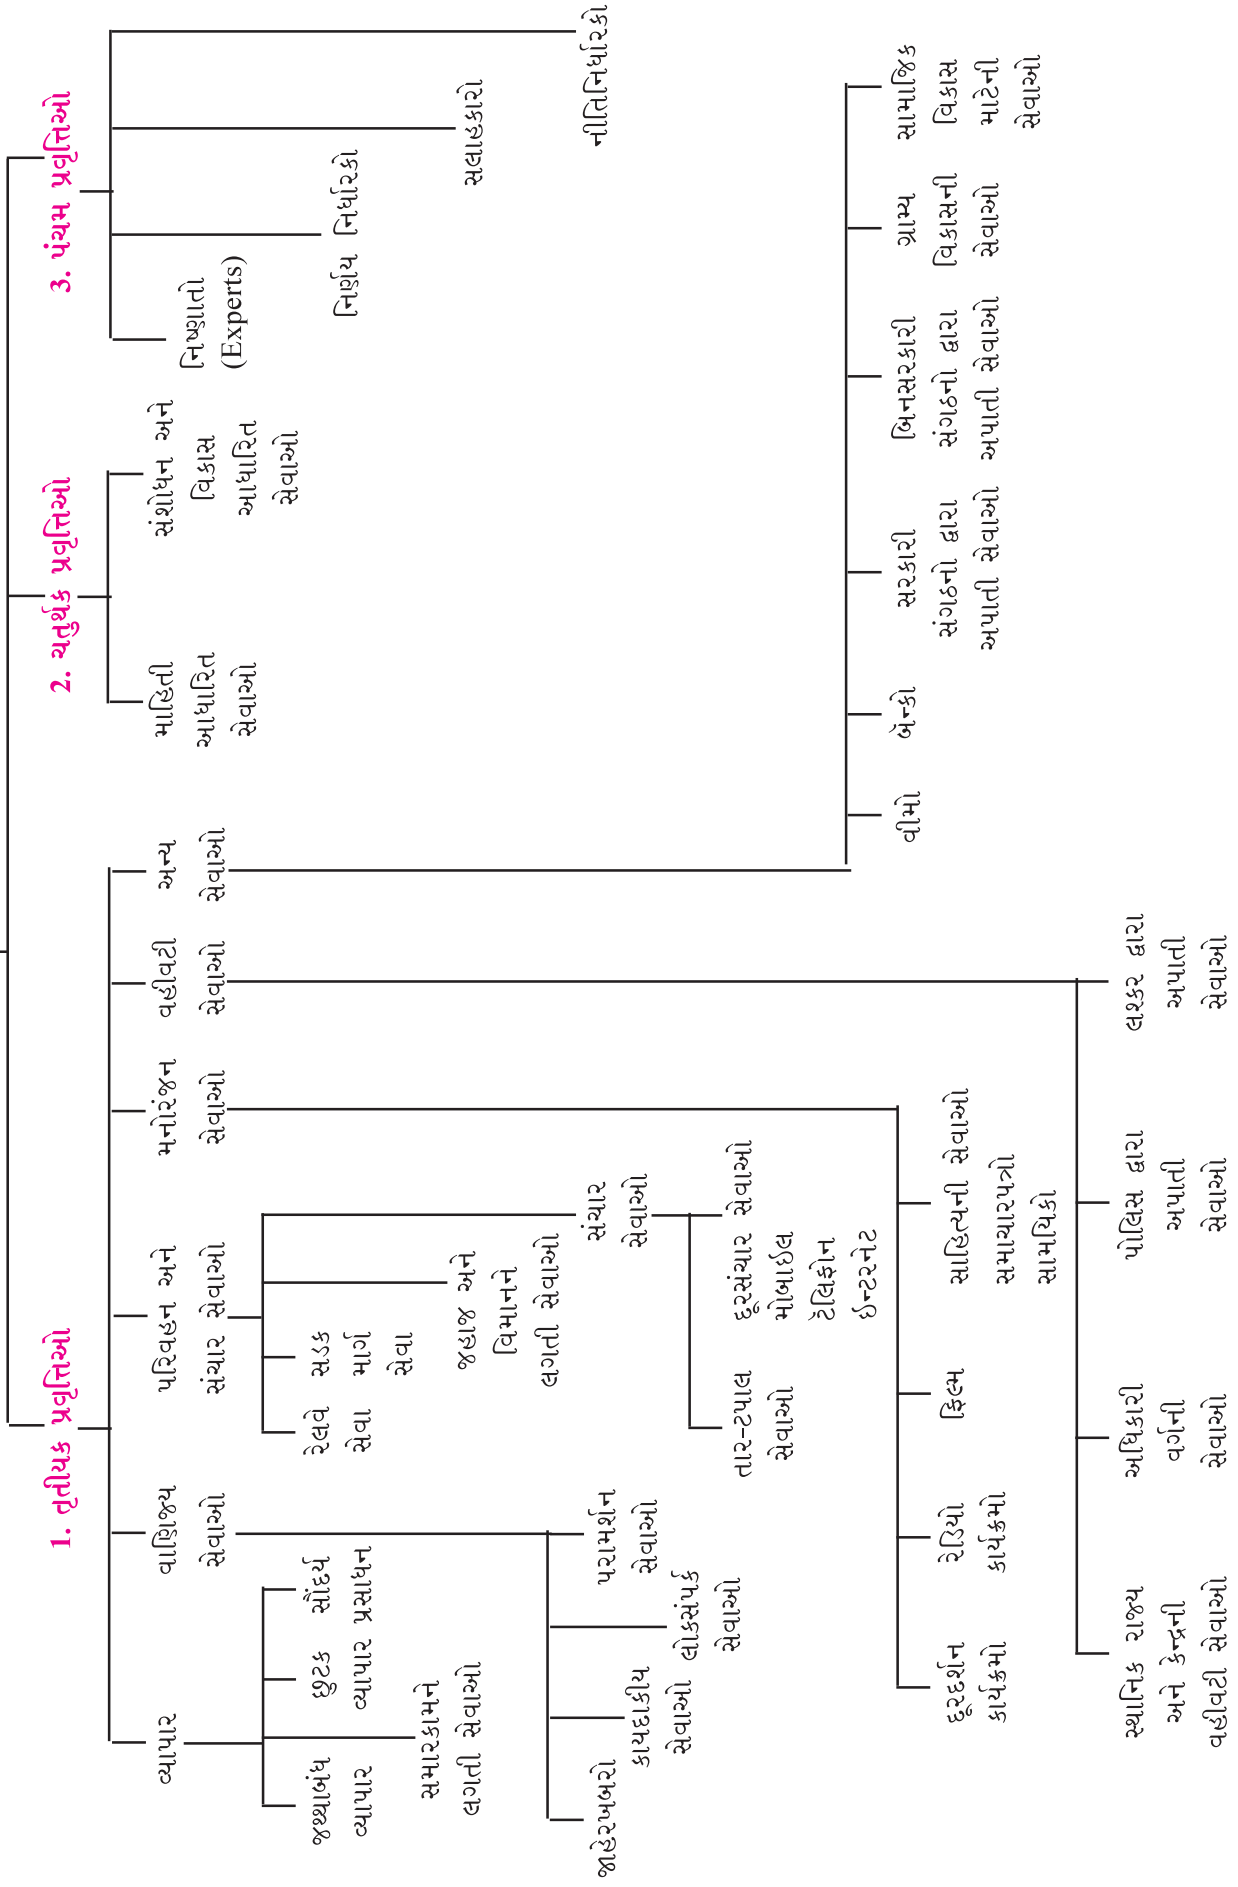 1. તૃતીયક પ્રવૃત્તિઓ
2. ચતુર્થક પ્રવૃત્તિઓ
3. પંચમ પ્રવૃત્તિઓ
વ્યાપાર
વાણિજ્ય
સેવાઓ
પરિવહન અને
સંચાર સેવાઓ
મનોરંજન
સેવાઓ
વહીવટી
સેવાઓ
અન્ય
સેવાઓ
માહિતી
આધારિત
સેવાઓ
સંશોધન અને
વિકાસ
આધારિત
સેવાઓ
નિષ્ણાતો
(Experts)
નિર્ણય નિર્ધારકો
સલાહકારો
નીતિનિર્ધારકો
જથ્થાબંધ
વ્યાપાર
સમારકામને
લગતી સેવાઓ
છુટક
વ્યાપાર
સૌંદર્ય
પ્રસાધન
રેલવે
સેવા
સડક
માર્ગ
સેવા
જહાજ અને
વિમાનને
લગતી સેવાઓ
સંચાર
સેવાઓ
જાહેરખબરો
કાયદાકીય
સેવાઓ
લોકસંપર્ક
સેવાઓ
પરામર્શન
સેવાઓ
તાર-ટપાલ
સેવાઓ
દૂરસંચાર સેવાઓ
મોબાઈલ
ટેલિફોન
ઇન્ટરનેટ
દૂરદર્શન
કાર્યક્રમો
રેડિયો
કાર્યક્રમો
ફિલ્મ
સાહિત્યની સેવાઓ
સમાચારપત્રો
સામયિકો
વીમો
બૅન્કો
સરકારી
સંગઠનો દ્વારા
અપાતી સેવાઓ
બિનસરકારી
સંગઠનો દ્વારા
અપાતી સેવાઓ
ગ્રામ્ય
વિકાસની
સેવાઓ
સામાજિક
વિકાસ
માટેની
સેવાઓ
સ્થાનિક રાજ્ય
અને કેન્દ્રની
વહીવટી સેવાઓ
અધિકારી
વર્ગની
સેવાઓ
પોલિસ દ્વારા
અપાતી
સેવાઓ
લશ્કર દ્વારા
અપાતી
સેવાઓ